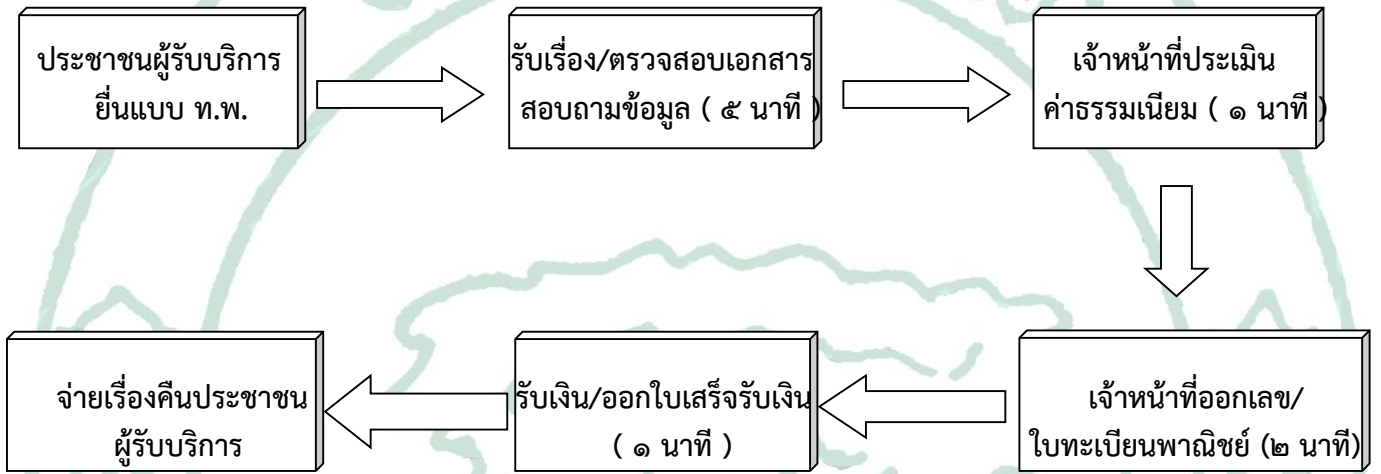 ประชาชนผู้รับบริการ
ยื่นแบบ ท.พ.
รับเรื่อง/ตรวจสอบเอกสาร
สอบถามข้อมูล ( ๕ นาที )
เจ้าหน้าที่ประเมิน
ค่าธรรมเนียม ( ๑ นาที )
เจ้าหน้าที่ออกเลข/
ใบทะเบียนพาณิชย์ (๒ นาที)
รับเงิน/ออกใบเสร็จรับเงิน
( ๑ นาที )
จ่ายเรื่องคืนประชาชน
ผู้รับบริการ